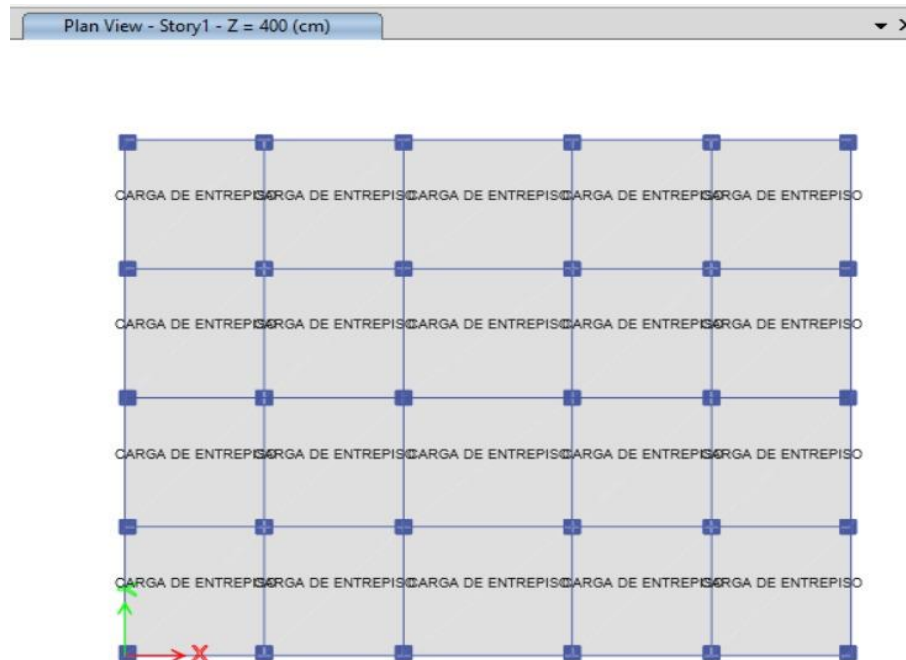 Plan View - Story1 - Z = 400 (cm)
CARGA DE ENTREPISO CARGA DE ENTREPISO CARGA DE ENTREPISO CARGA DE ENTREPISO CARGA DE ENTREPISO
CARGA DE ENTREPISO CARGA DE ENTREPISO CARGA DE ENTREPISO CARGA DE ENTREPISO CARGA DE ENTREPISO
CARGA DE ENTREPISO CARGA DE ENTREPISO CARGA DE ENTREPISO CARGA DE ENTREPISO CARGA DE ENTREPISO
CARGA DE ENTREPISO CARGA DE ENTREPISO CARGA DE ENTREPISO CARGA DE ENTREPISO CARGA DE ENTREPISO
Y
X